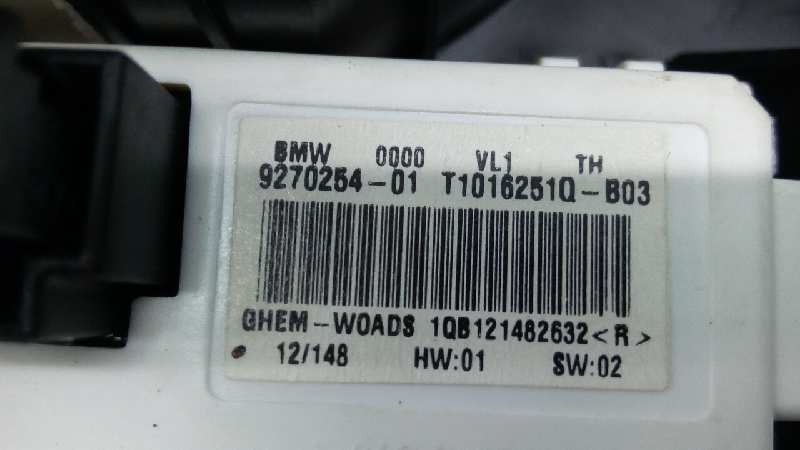 BMW 0000 VL1 TH
9270254-01 T1016251Q-B03
GHEM-WOADS 1QB121482632<R>
12/148 HW:01 SW:02